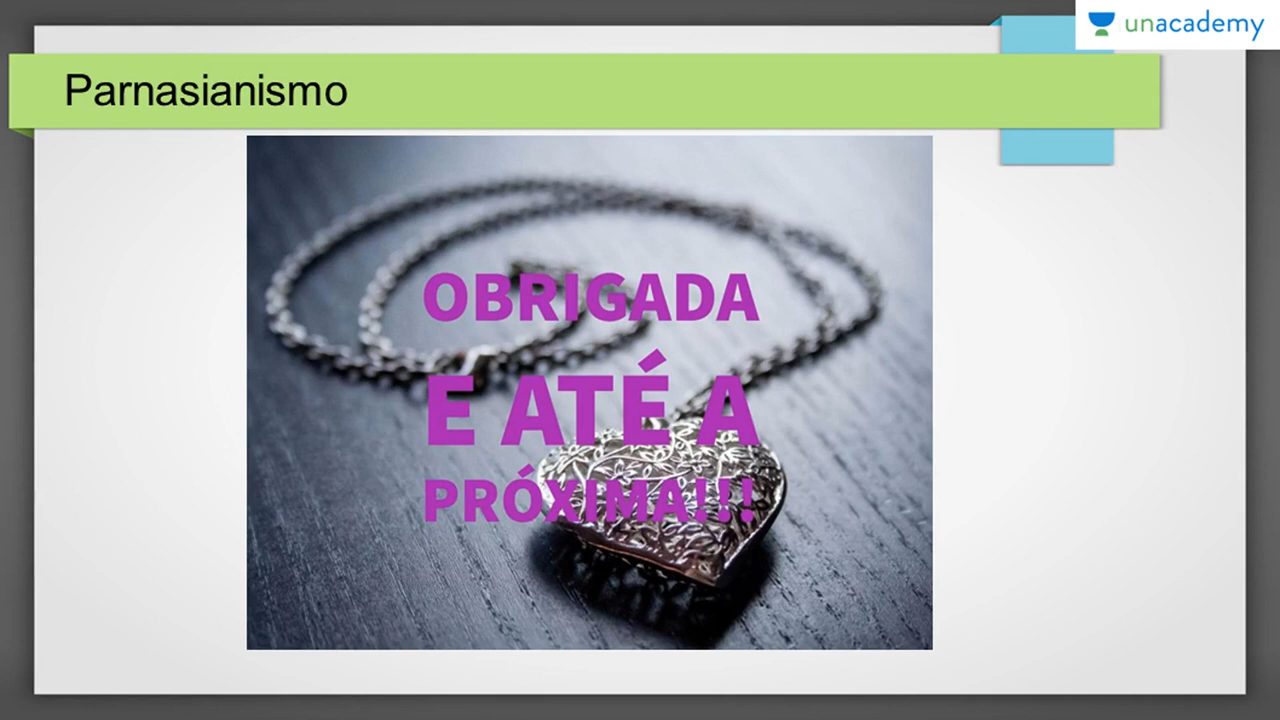 unacademy
Parnasianismo
OBRIGADA
E ATÉ A
PRÓXIMA!!!